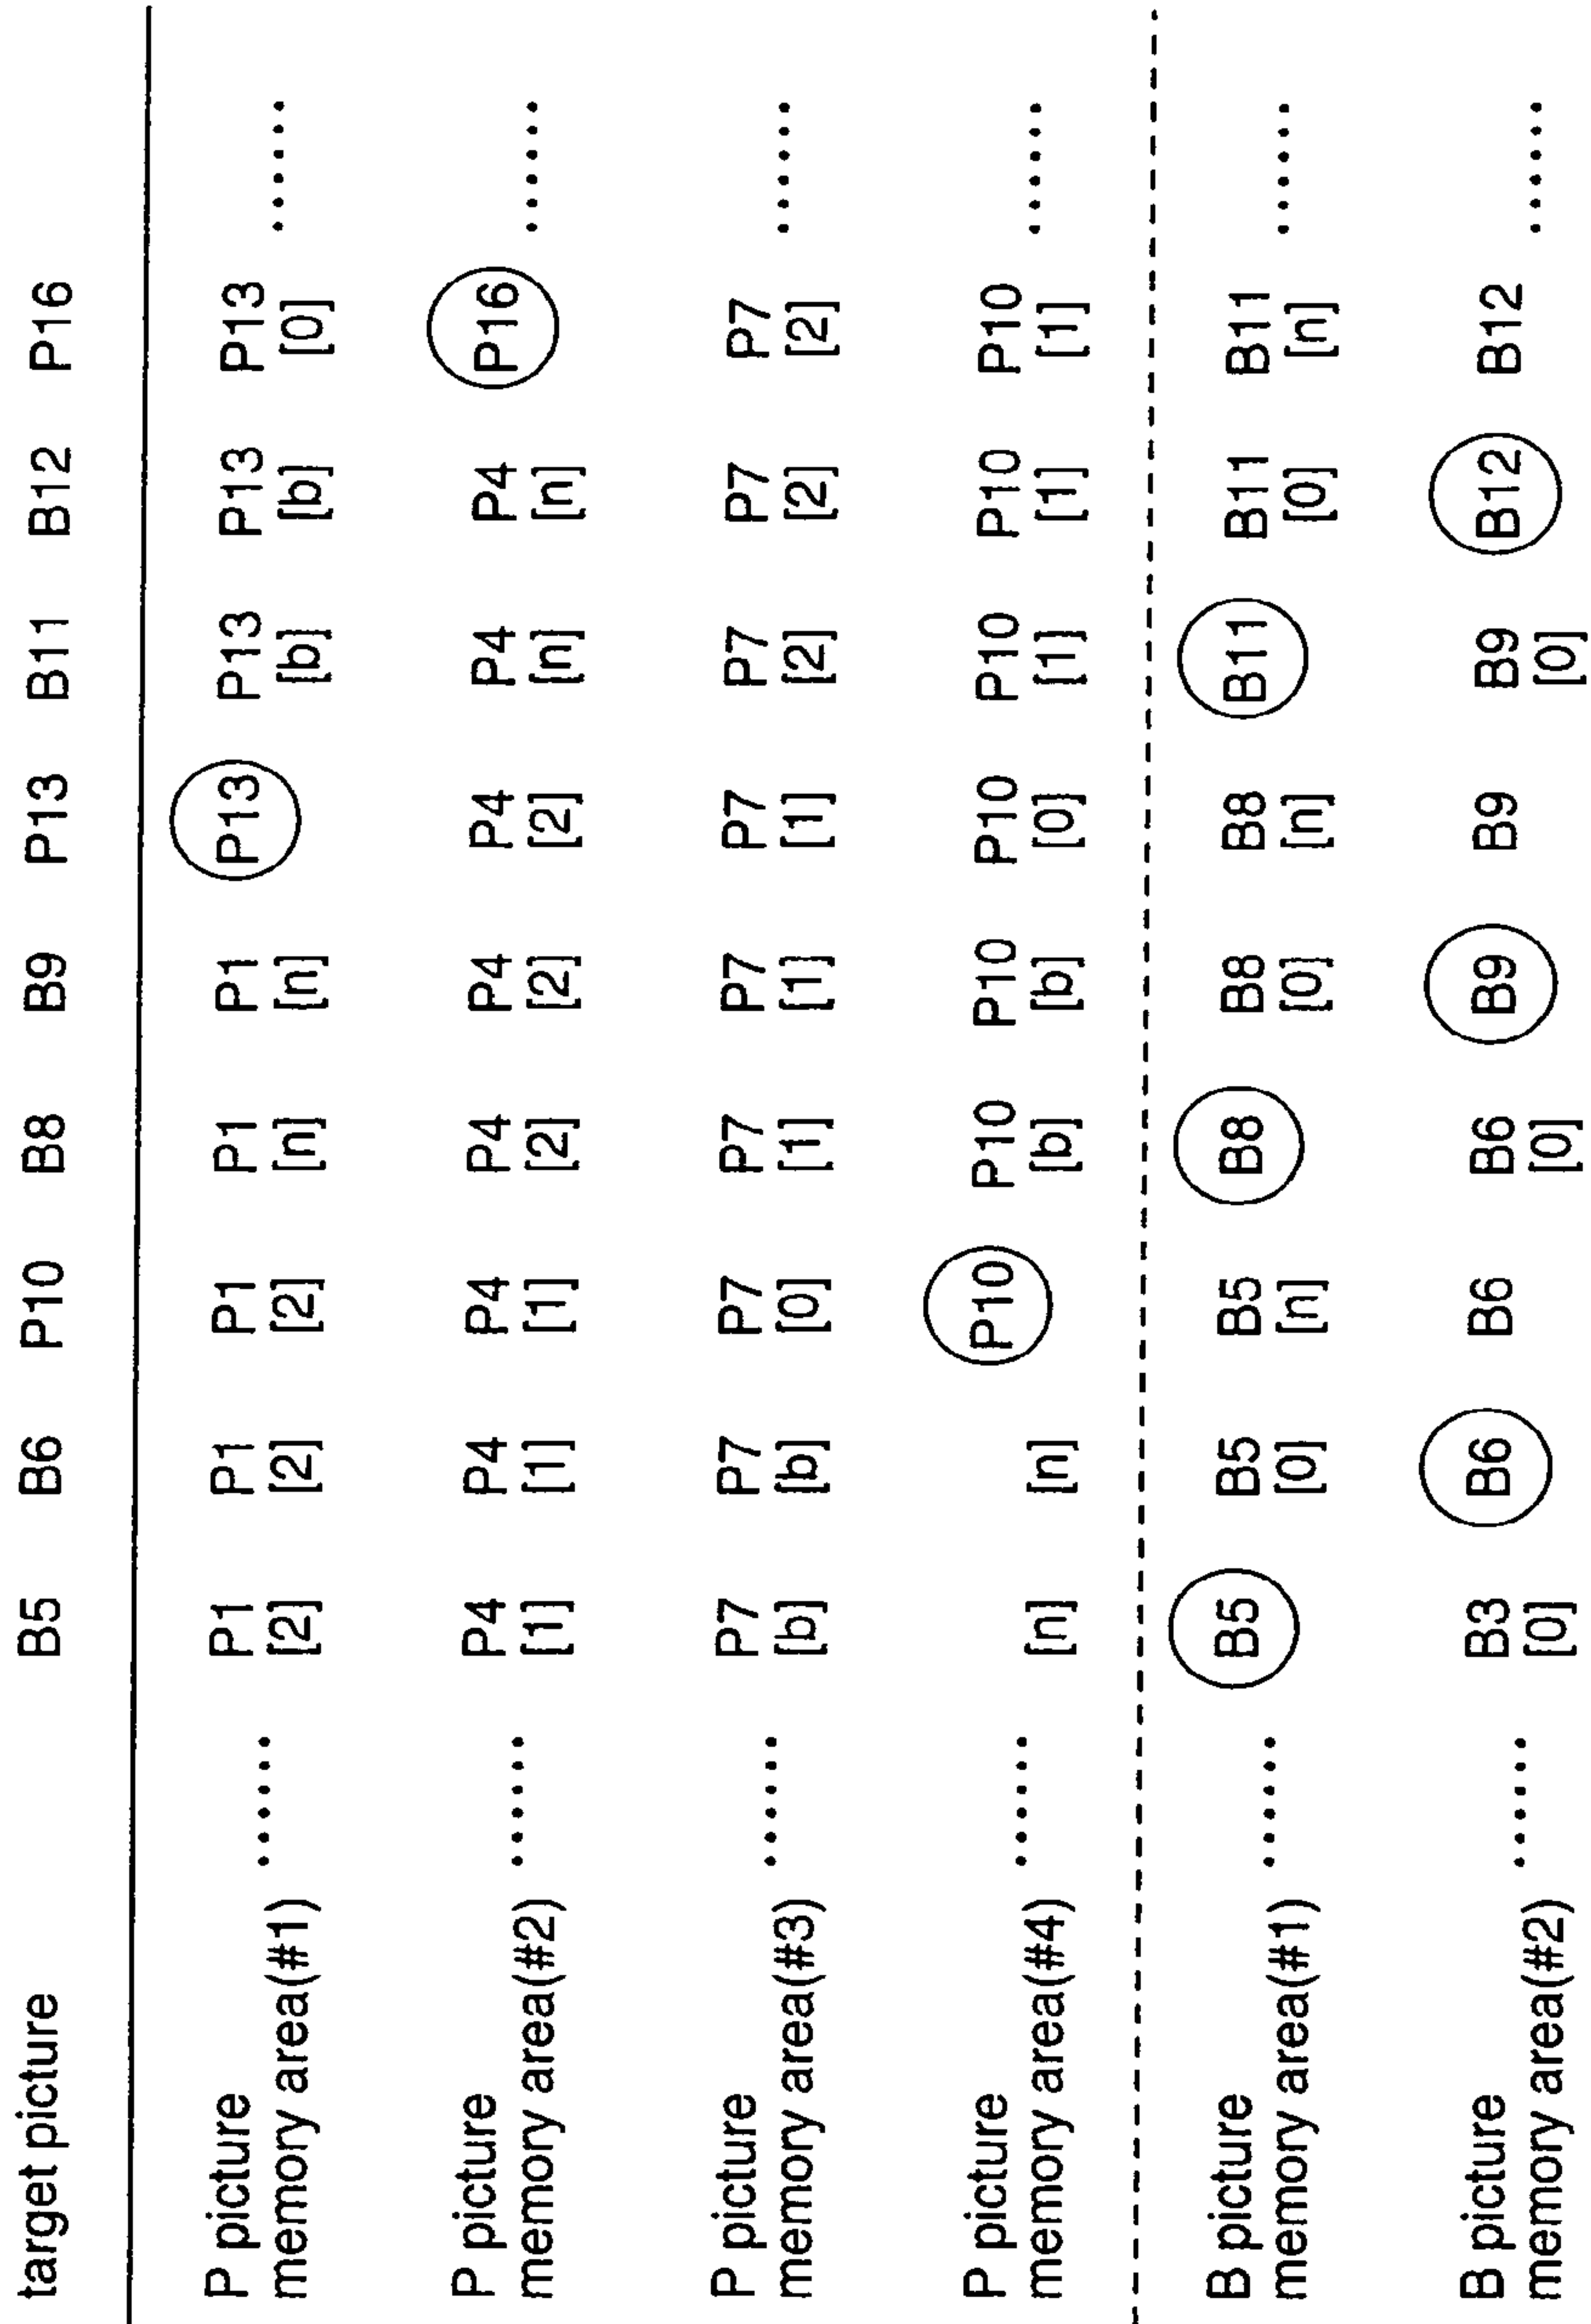 target picture B5 B6 P10 B8 B9 P13 B11 B12 P16
P picture ...... P1 P1 P1 P1 P1 P13 P13 P13 P13 ......
memory area(#1) [2] [2] [2] [n] [n] [b] [b] [0]
P picture ...... P4 P4 P4 P4 P4 P4 P4 P4 P16 ......
memory area(#2) [1] [1] [1] [2] [2] [2] [n] [n]
P picture ...... P7 P7 P7 P7 P7 P7 P7 P7 P7 ......
memory area(#3) [b] [b] [0] [1] [1] [1] [2] [2] [2]
P picture ...... P10 P10 P10 P10 P10 P10 P10 ......
memory area(#4) [n] [n] [b] [b] [0] [1] [1] [1]
B picture ...... B5 B5 B5 B8 B8 B8 B11 B11 B11 ......
memory area(#1) [0] [n] [0] [n] [0] [n]
B picture ...... B3 B6 B6 B6 B9 B9 B9 B12 B12 ......
memory area(#2) [0] [0] [0]